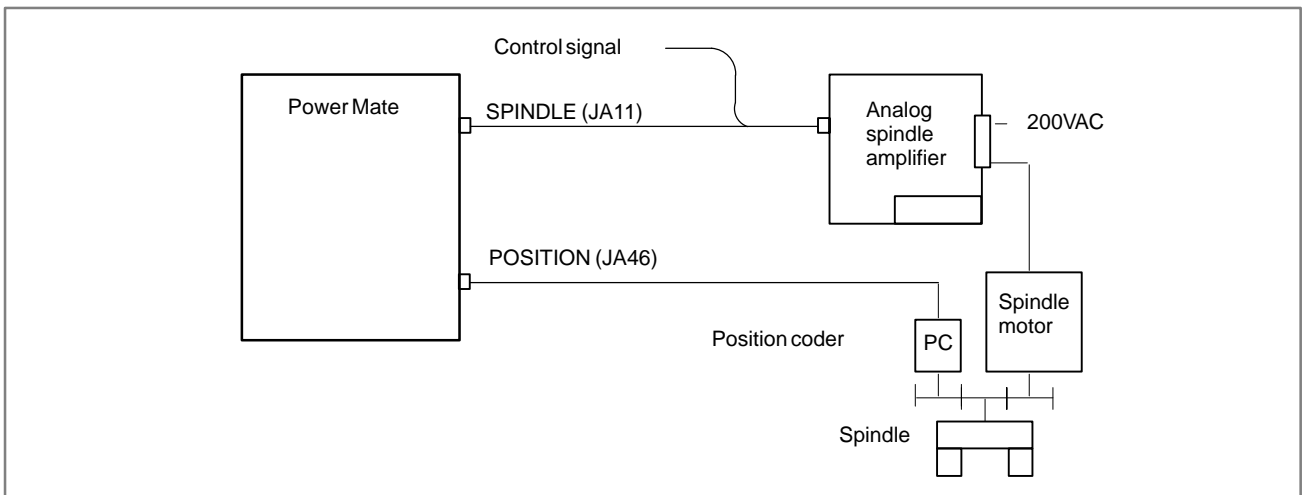 Control signal
Power Mate
SPINDLE (JA11)
Analog
spindle
amplifier
200VAC
POSITION (JA46)
Spindle
motor
Position coder
PC
Spindle